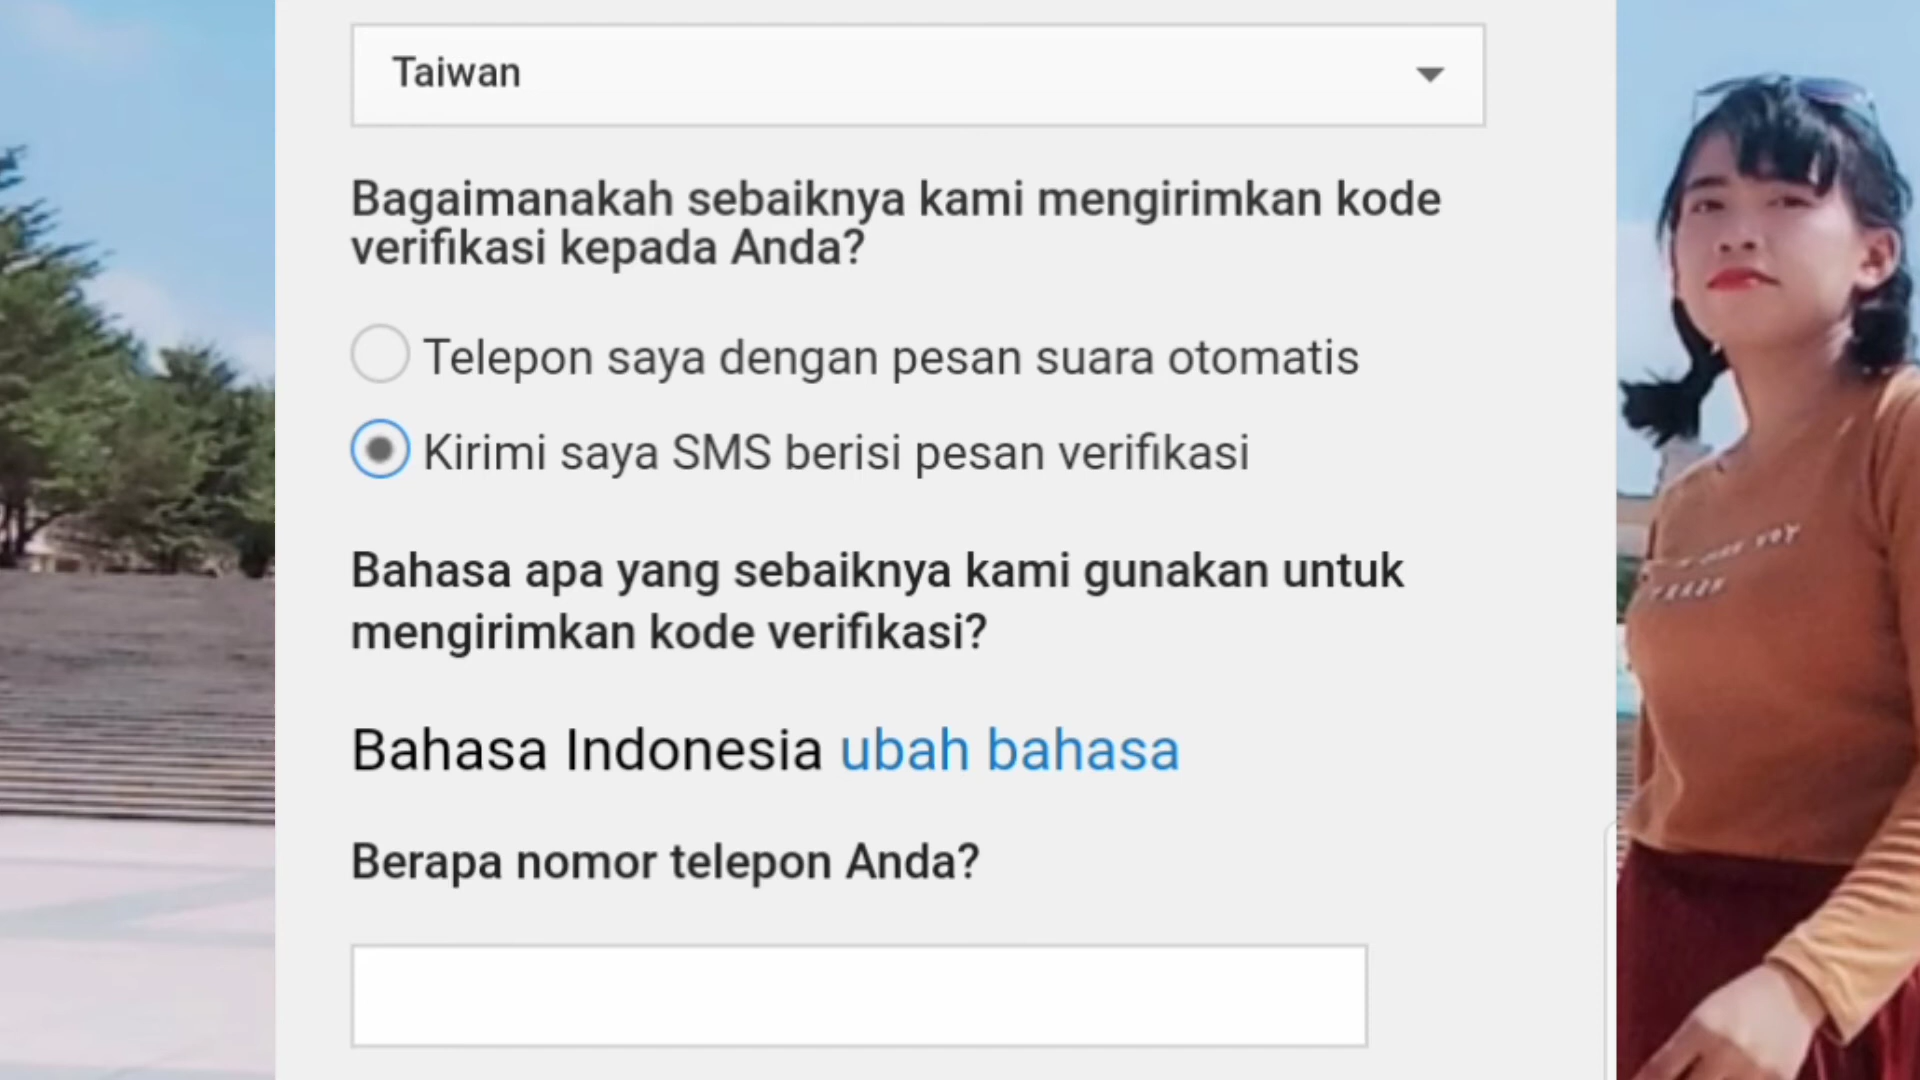 Taiwan
Bagaimanakah sebaiknya kami mengirimkan kode
verifikasi kepada Anda?
Telepon saya dengan pesan suara otomatis
Kirimi saya SMS berisi pesan verifikasi
Bahasa apa yang sebaiknya kami gunakan untuk
mengirimkan kode verifikasi?
Bahasa Indonesia ubah bahasa
Berapa nomor telepon Anda?